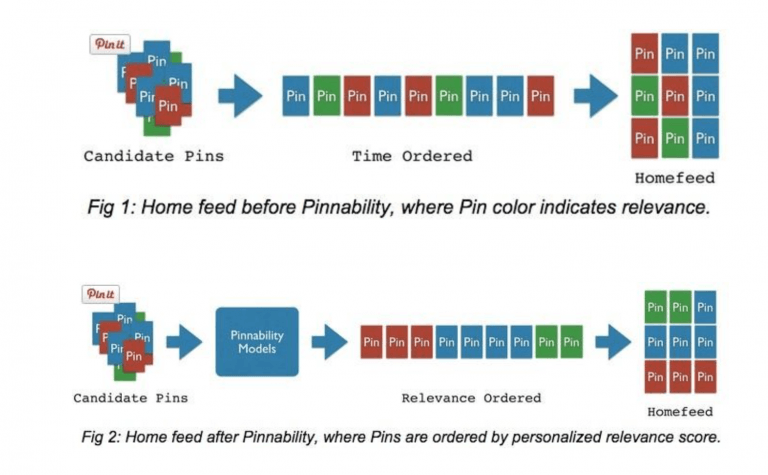 Pin it
Pin
Pin
Pin
Pin Pin Pin Pin Pin Pin Pin Pin Pin
Pin Pin Pin
Pin Pin Pin
Pin Pin Pin
Candidate Pins
Time Ordered
Homefeed
Fig 1: Home feed before Pinnability, where Pin color indicates relevance.
Pin it
Pin
Pin
Pin
Pinnability
Models
Pin Pin Pin Pin Pin Pin Pin Pin Pin
Pin Pin Pin
Pin Pin Pin
Pin Pin Pin
Candidate Pins
Relevance Ordered
Homefeed
Fig 2: Home feed after Pinnability, where Pins are ordered by personalized relevance score.